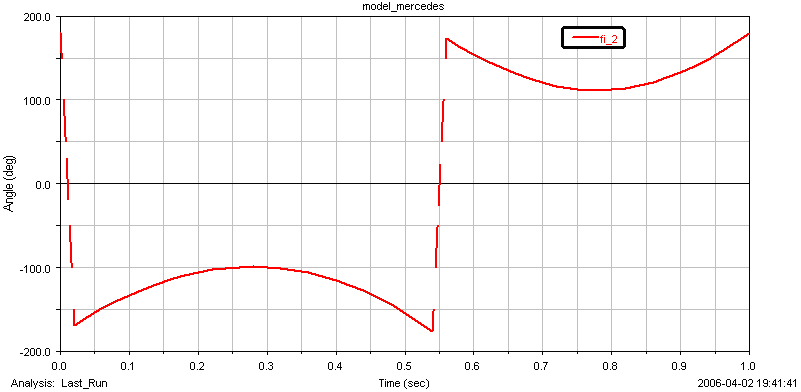 model_mercedes
200.0
100.0
0.0
-100.0
-200.0
Angle (deg)
fi_2
0.0 0.1 0.2 0.3 0.4 0.5 0.6 0.7 0.8 0.9 1.0
Analysis: Last_Run Time (sec) 2006-04-02 19:41:41